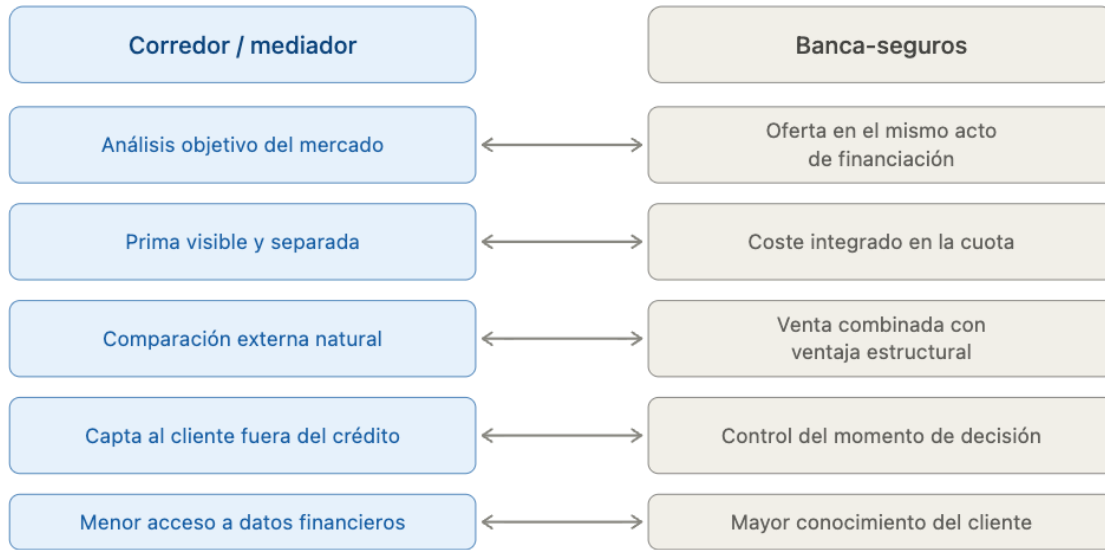 Corredor / mediador
Banca-seguros
Análisis objetivo del mercado
Oferta en el mismo acto
de financiación
Prima visible y separada
Coste integrado en la cuota
Comparación externa natural
Venta combinada con
ventaja estructural
Capta al cliente fuera del crédito
Control del momento de decisión
Menor acceso a datos financieros
Mayor conocimiento del cliente